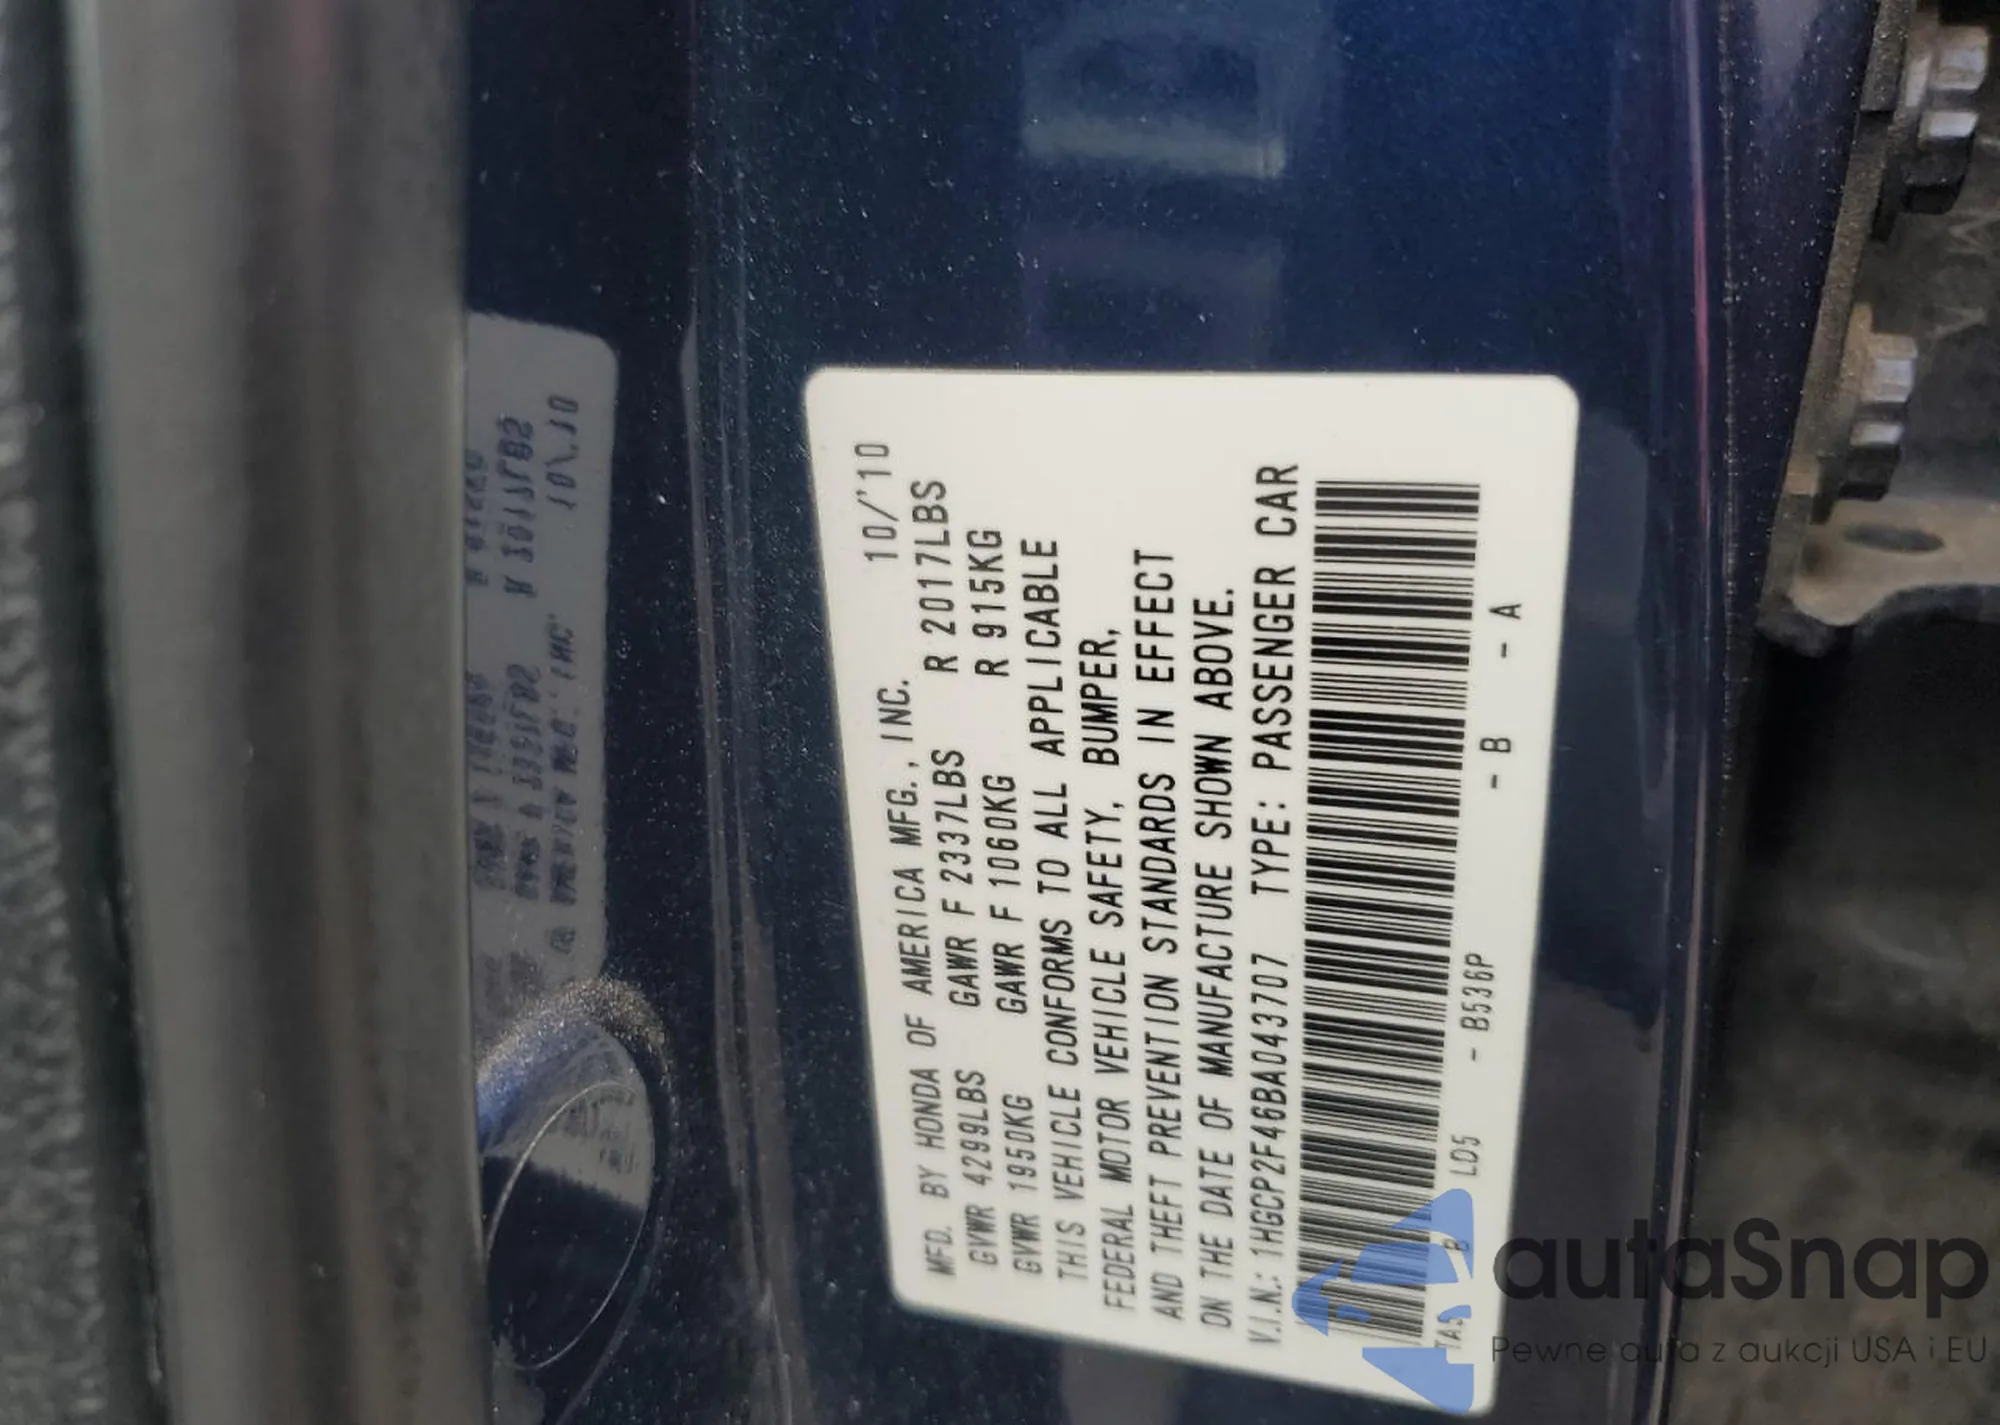 MFD. BY HONDA OF AMERICA MFG., INC. 10/'10
GVWR 4299LBS GAWR F 2337LBS R 2017LBS
GVWR 1950KG GAWR F 1060KG R 915KG
THIS VEHICLE CONFORMS TO ALL APPLICABLE
FEDERAL MOTOR VEHICLE SAFETY, BUMPER,
AND THEFT PREVENTION STANDARDS IN EFFECT
ON THE DATE OF MANUFACTURE SHOWN ABOVE.
V.I.N.: 1HGCP2F46BA043707 TYPE: PASSENGER CAR
B LD5 - B536P - B - A
autaSnap
Pewne auta z aukcji USA i EU